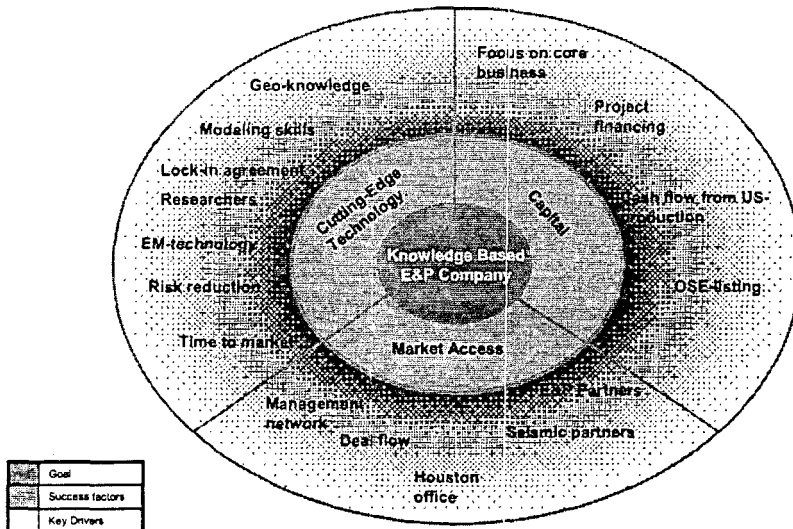 Focus on core
business
Geo-knowledge
Project
financing
Modeling skills
Lock-in agreement
Researchers
Cutting-Edge
Technology
Capital
Cash flow from US-
production
EM-technology
Knowledge Based
E&P Company
Risk reduction
OSE-listing
Time to market
Market Access
E&P Partners
Management
network
Deal flow
Seismic partners
Houston
office
Goal
Success factors
Key Drivers